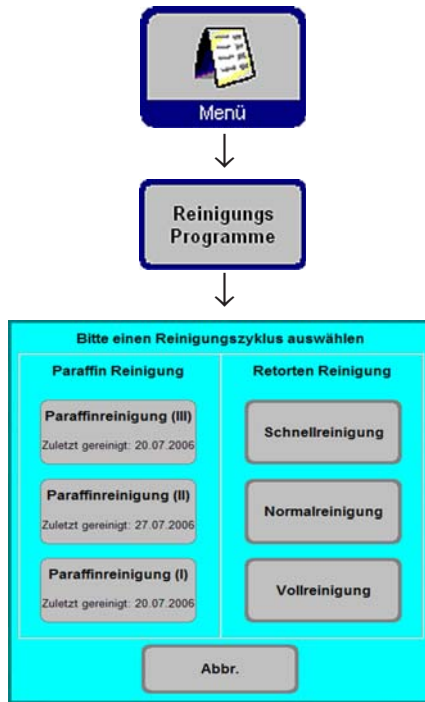 Menü
Reinigungs
Programme
Bitte einen Reinigungszyklus auswählen
Paraffin Reinigung
Paraffinreinigung (III)
Zuletzt gereinigt: 20.07.2006
Paraffinreinigung (II)
Zuletzt gereinigt: 27.07.2006
Paraffinreinigung (I)
Zuletzt gereinigt: 20.07.2006
Retorten Reinigung
Schnellreinigung
Normalreinigung
Vollreinigung
Abbr.